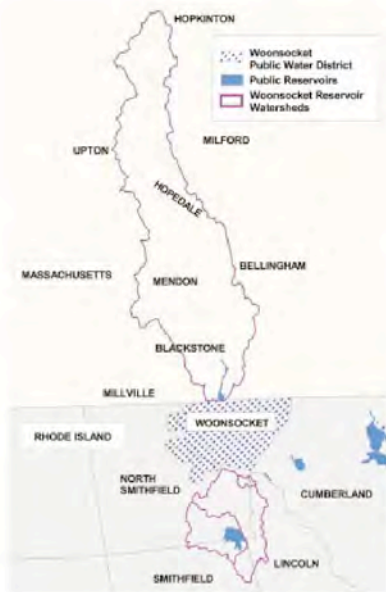 HOPKINTON
Woonsocket
Public Water District
Public Reservoirs
Woonsocket Reservoir
Watersheds
MILFORD
UPTON
HOPEDALE
BELLINGHAM
MASSACHUSETTS
MENDON
BLACKSTONE
MILLVILLE
WOONSOCKET
RHODE ISLAND
NORTH
SMITHFIELD
CUMBERLAND
LINCOLN
SMITHFIELD